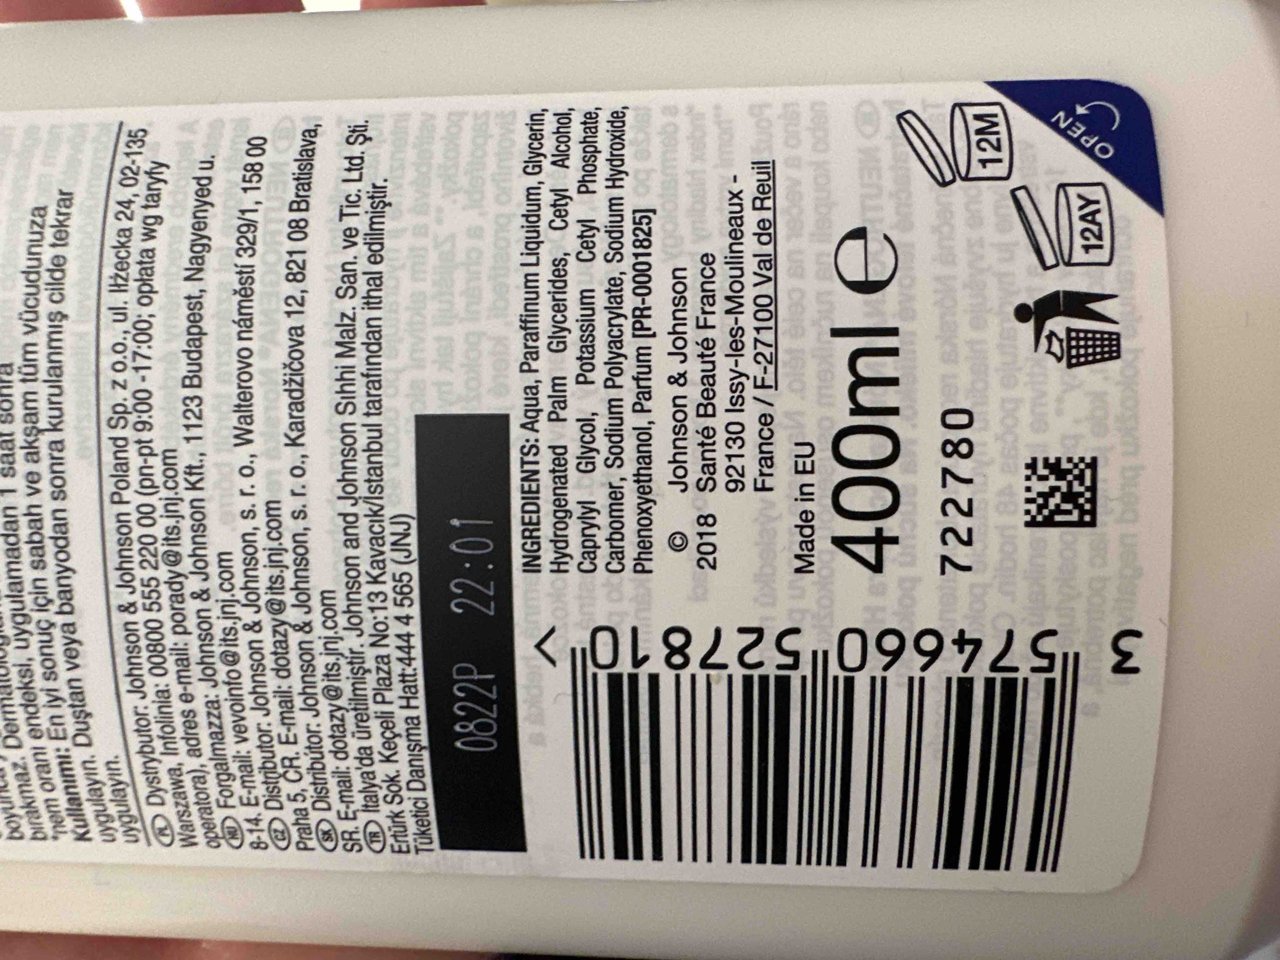 boyunca
bırakmaz. Dermatolog
*nem oranı endeksi, uygulamadan 1 saat sonra
Kullanımı: En iyi sonuç için sabah ve akşam tüm vücudunuza
uygulayın. Duştan veya banyodan sonra kurulanmış cilde tekrar
uygulayın.
PL Dystrybutor: Johnson & Johnson Poland Sp. z o.o., ul. Iłżecka 24, 02-135
Warszawa, Infolinia: 00800 555 220 00 (pn-pt 9:00 -17:00; opłata wg taryfy
operatora), adres e-mail: porady@its.jnj.com
HU Forgalmazza: Johnson & Johnson Kft., 1123 Budapest, Nagyenyed u.
8-14. E-mail: vevoinfo@its.jnj.com
CZ Distributor: Johnson & Johnson, s. r. o., Walterovo náměstí 329/1, 158 00
Praha 5, ČR. E-mail: dotazy@its.jnj.com
SK Distribútor: Johnson & Johnson, s. r. o., Karadžičova 12, 821 08 Bratislava,
SR. E-mail: dotazy@its.jnj.com
TR İtalya'da üretilmiştir. Johnson and Johnson Sıhhi Malz. San. ve Tic. Ltd. Şti.
Ertürk Sok. Keçeli Plaza No:13 Kavacık/İstanbul tarafından ithal edilmiştir.
Tüketici Danışma Hatt:444 4 565 (JNJ)
0822P 22:01
INGREDIENTS: Aqua, Paraffinum Liquidum, Glycerin,
Hydrogenated Palm Glycerides, Cetyl Alcohol,
Caprylyl Glycol, Potassium Cetyl Phosphate,
Carbomer, Sodium Polyacrylate, Sodium Hydroxide,
Phenoxyethanol, Parfum [PR-0001825]
© Johnson & Johnson
2018 Santé Beauté France
92130 Issy-les-Moulineaux -
France / F-27100 Val de Reuil
Made in EU
400ml e
7222780
12AY
12M
OPEN
3 574660 527810 >